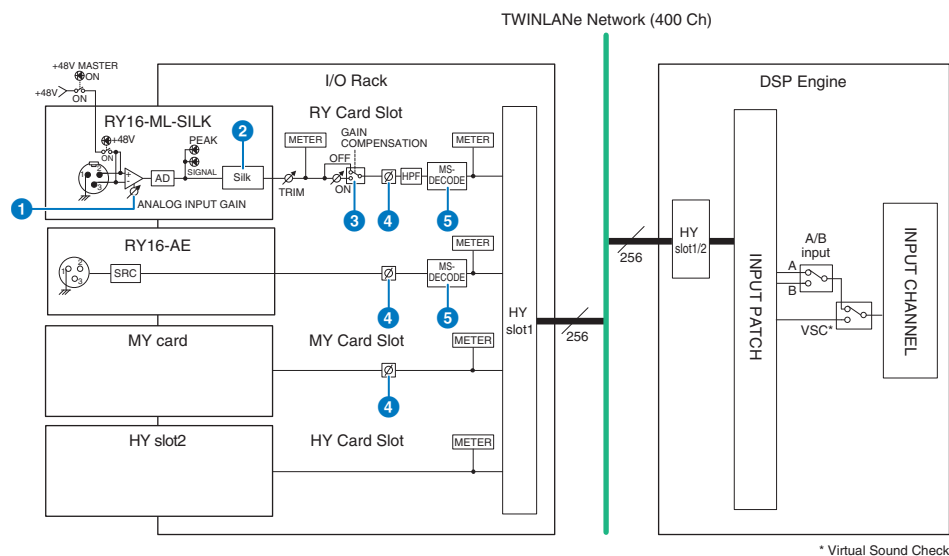 TWINLANe Network (400 Ch)
+48V MASTER
ON
+48V
ON
I/O Rack
DSP Engine
RY16-ML-SILK
RY Card Slot
+48V
ON
PEAK
SIGNAL
2
METER
GAIN
COMPENSATION
METER
OFF
ON
1
2
3
+
-
AD
Silk
TRIM
HPF
MS-
DECODE
1
ANALOG INPUT GAIN
3
4
5
RY16-AE
METER
1
2
3
SRC
MS-
DECODE
4
5
HY
slot1
256
256
HY
slot1/2
INPUT PATCH
A/B
input
A
B
VSC*
INPUT CHANNEL
MY card
MY Card Slot
METER
4
HY slot2
HY Card Slot
METER
* Virtual Sound Check